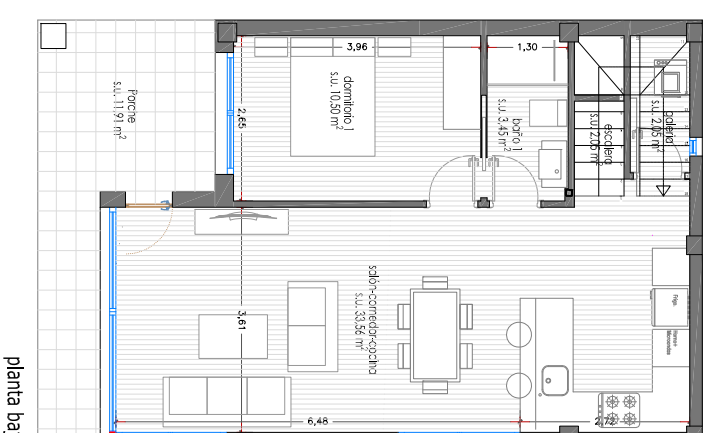 3,96
1,30
dormitorio 1
s.u. 10,50 m²
Porche
s.u. 11,91 m²
2,65
baño 1
s.u. 3,45 m²
escalera
s.u 2.05 m²
galería
s.u. 2,05 m²
salón-comedor-cocina
s.u. 33,56 m²
3,61
Frigo.
Horno+
Microondas
6,48
2,72
planta ba